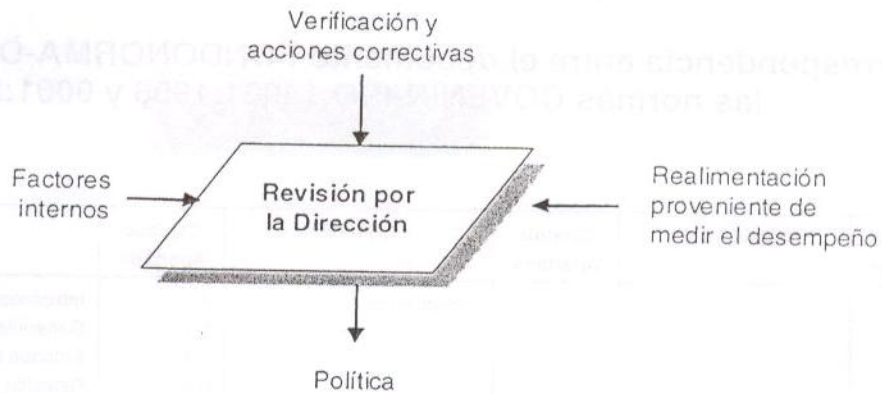 Verificación y
acciones correctivas
Factores
internos
Revisión por
la Dirección
Realimentación
proveniente de
medir el desempeño
Política